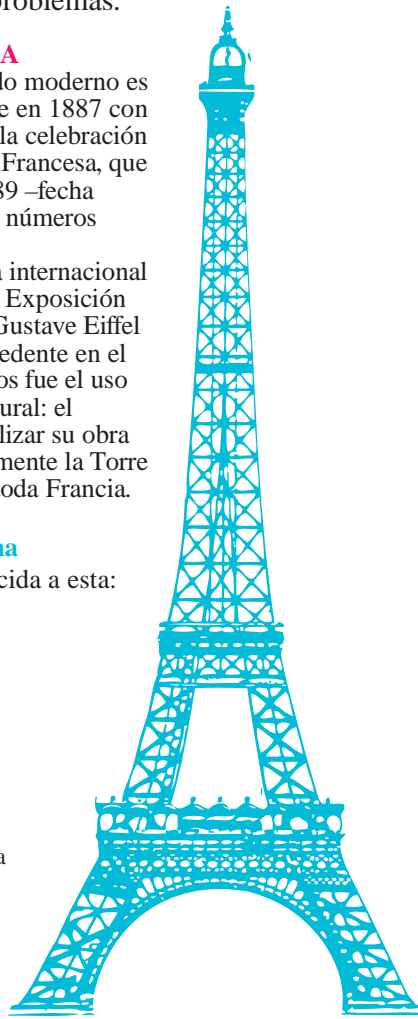 problemas.
A
do moderno es
e en 1887 con
la celebración
Francesa, que
89 –fecha
números
a internacional
Exposición
Gustave Eiffel
edente en el
os fue el uso
ural: el
lizar su obra
mente la Torre
oda Francia.
na
cida a esta:
a